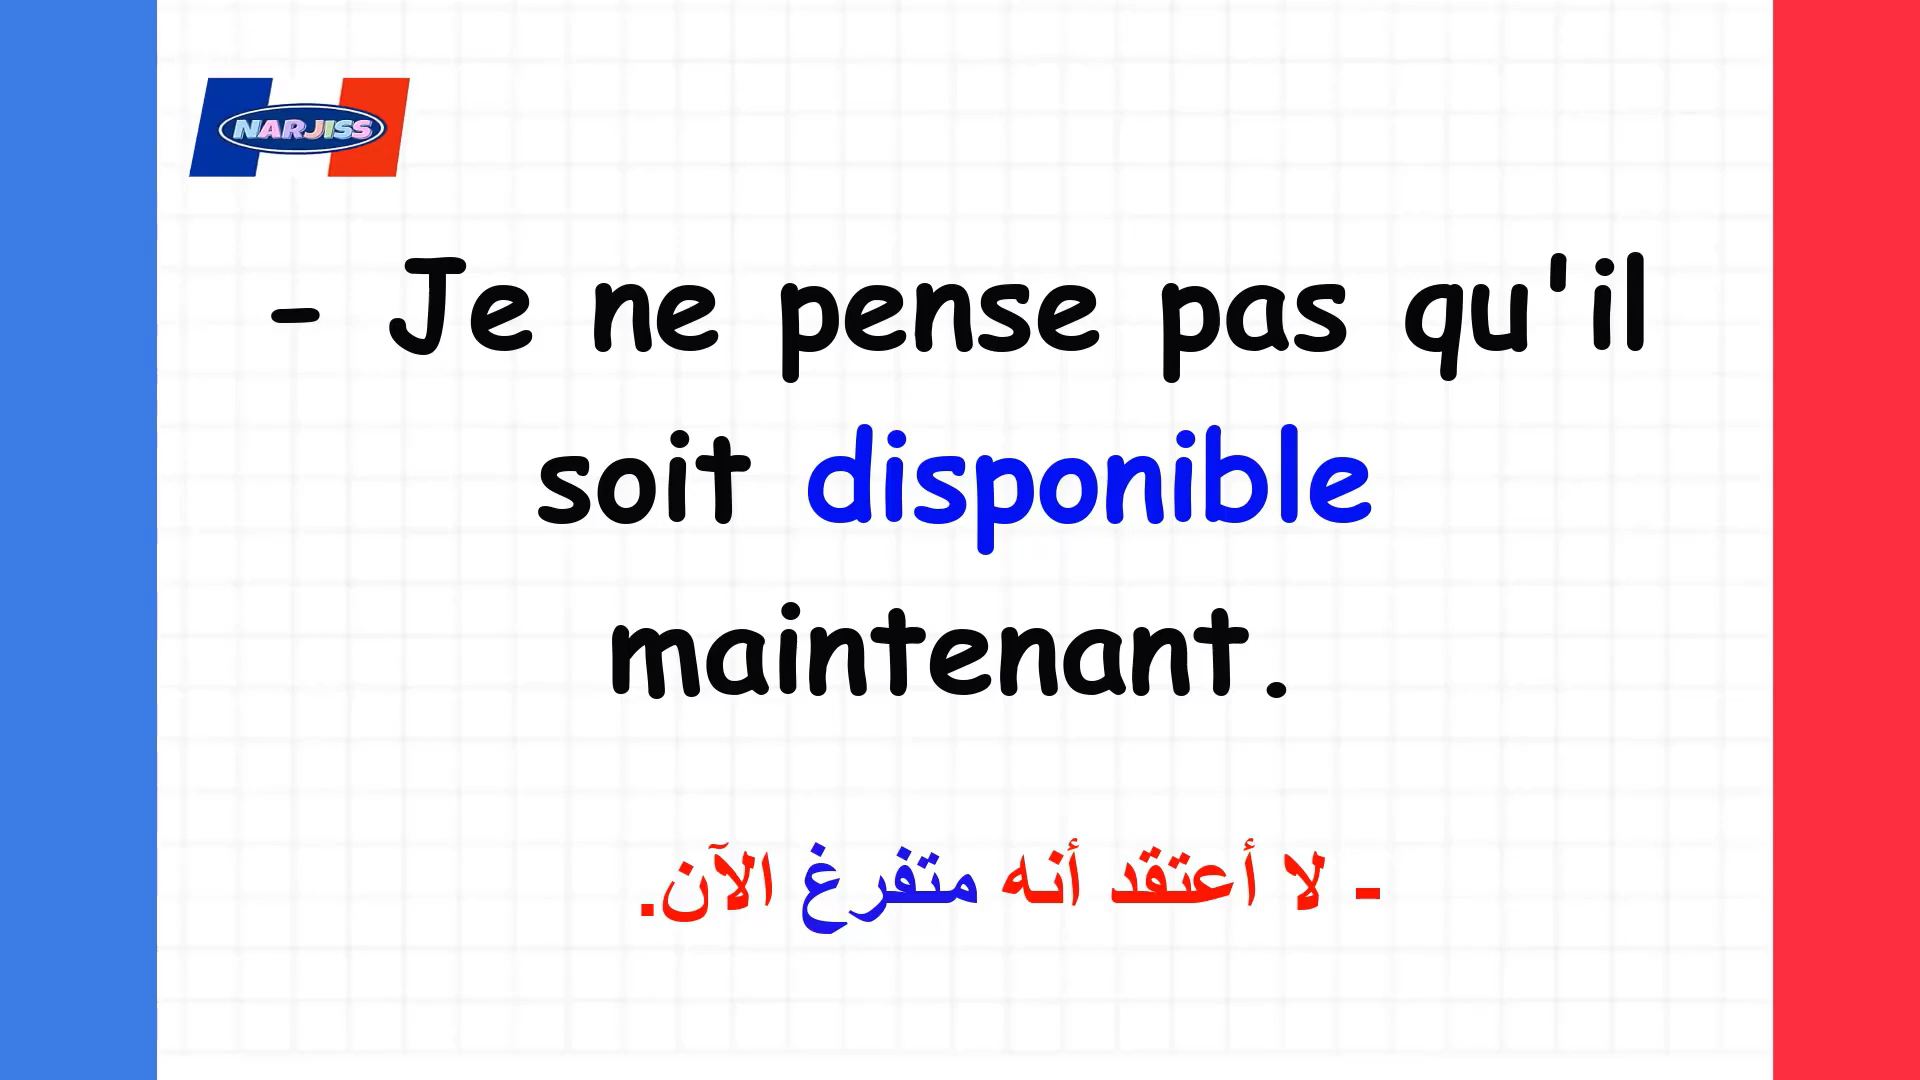 NARJISS
- Je ne pense pas qu'il
soit disponible
maintenant.
- لا أعتقد أنه متفرغ الآن.